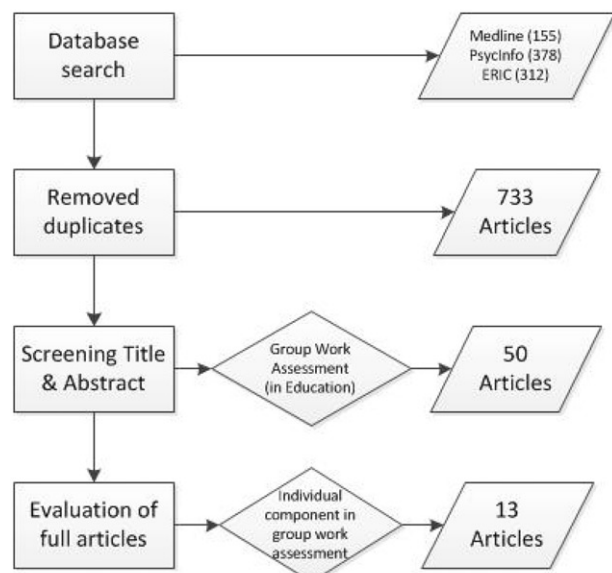 Database
search
Medline (155)
PsycInfo (378)
ERIC (312)
Removed
duplicates
733
Articles
Screening Title
& Abstract
Group Work
Assessment
(in Education)
50
Articles
Evaluation of
full articles
Individual
component in
group work
assessment
13
Articles